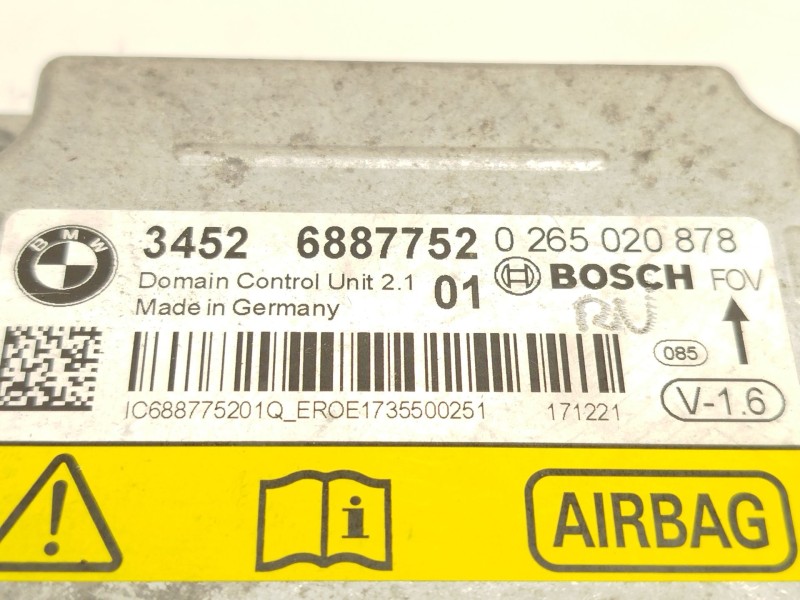 BMW
3452 6887752 0 265 020 878
Domain Control Unit 2.1 01 BOSCH FOV
Made in Germany
RU
085
V-1.6
IC688775201Q_EROE1735500251 171221
i
AIRBAG